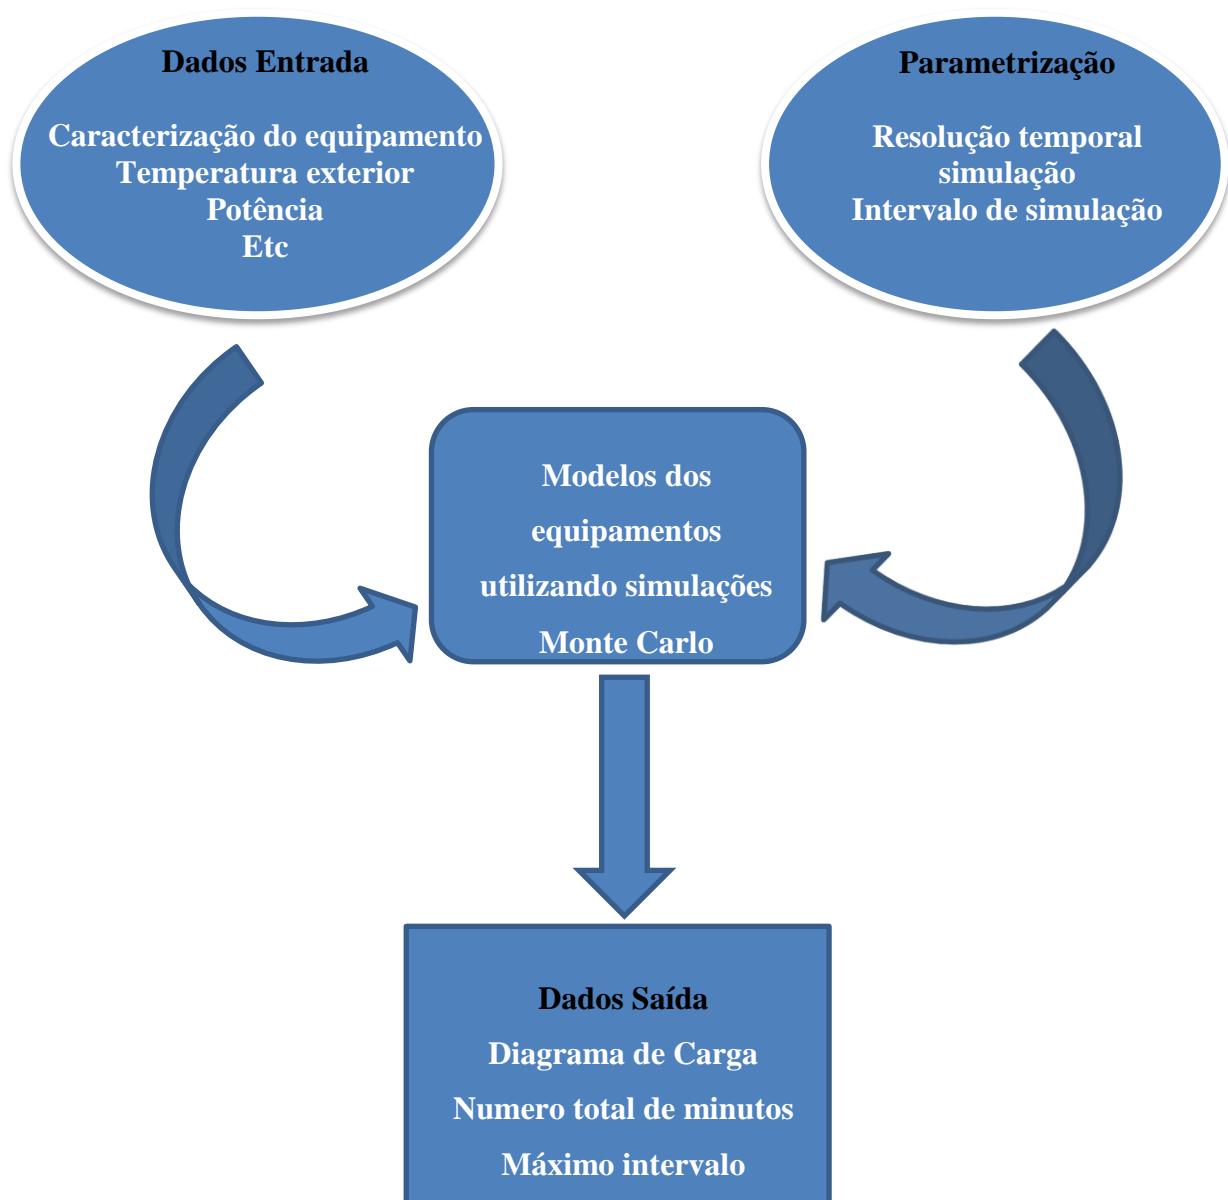 Dados Entrada
Caracterização do equipamento
Temperatura exterior
Potência
Etc
Parametrização
Resolução temporal
simulação
Intervalo de simulação
Modelos dos
equipamentos
utilizando simulações
Monte Carlo
Dados Saída
Diagrama de Carga
Numero total de minutos
Máximo intervalo